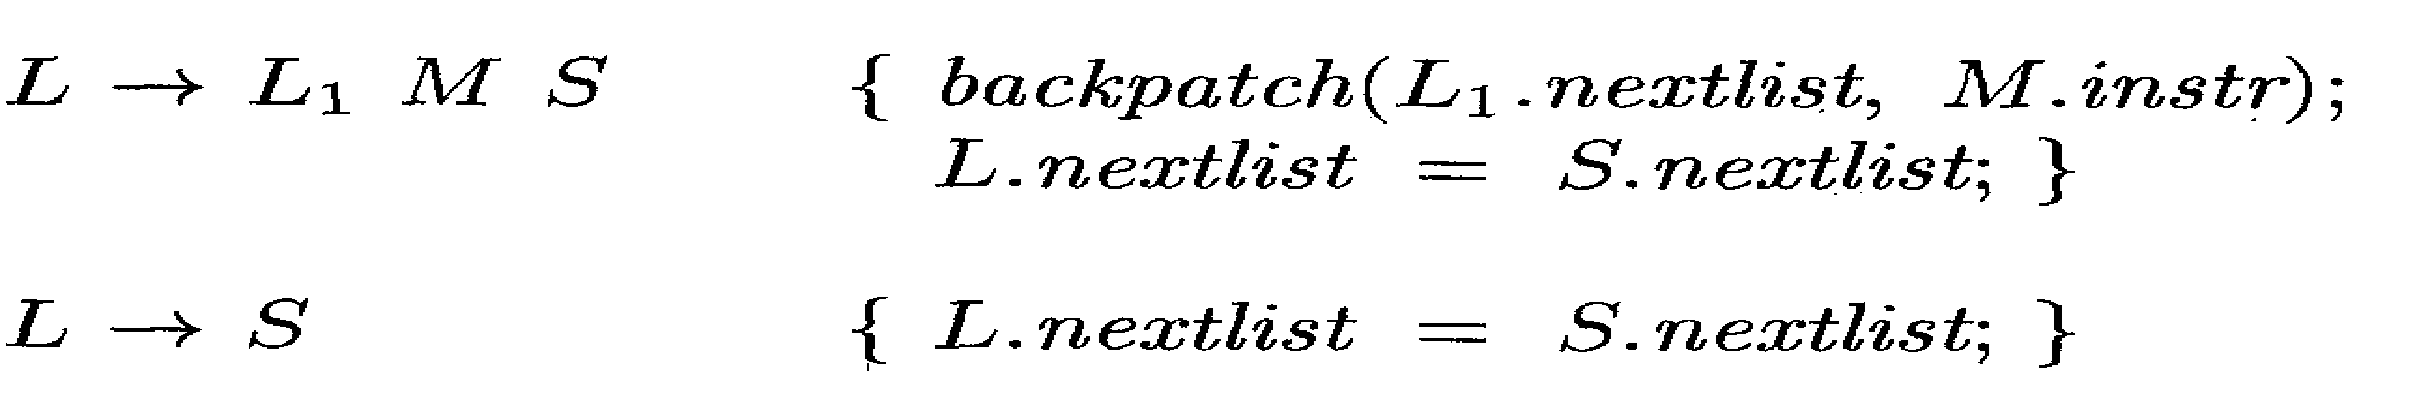 L → L₁ M S { backpatch(L₁.nextlist, M.instr);
L.nextlist = S.nextlist; }
L → S { L.nextlist = S.nextlist; }